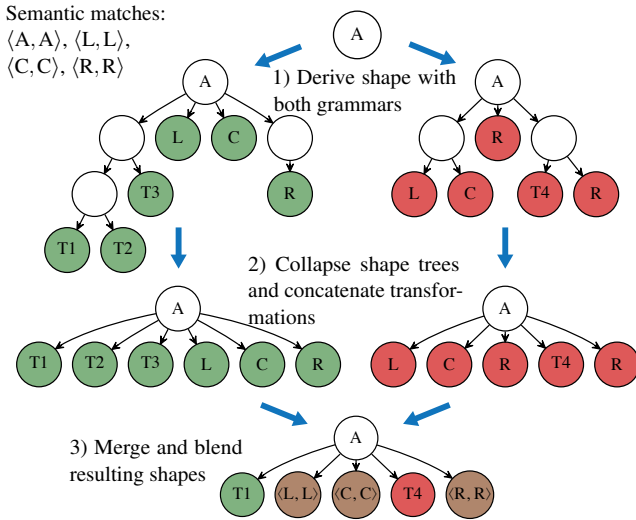 Semantic matches:
⟨A, A⟩, ⟨L, L⟩,
⟨C, C⟩, ⟨R, R⟩
A
1) Derive shape with
both grammars
A
L C
T3 R
T1 T2
A
R
L C T4 R
2) Collapse shape trees
and concatenate transfor-
mations
A
T1 T2 T3 L C R
A
L C R T4 R
3) Merge and blend
resulting shapes
A
T1 ⟨L, L⟩ ⟨C, C⟩ T4 ⟨R, R⟩